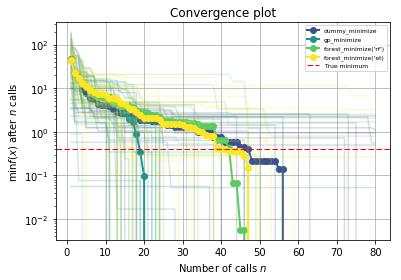 Convergence plot
dummy_minimize
gp_minimize
forest_minimize('rf')
forest_minimize('et)
True minimum
min f(x) after n calls
10²
10¹
10⁰
10⁻¹
10⁻²
0 10 20 30 40 50 60 70 80
Number of calls n